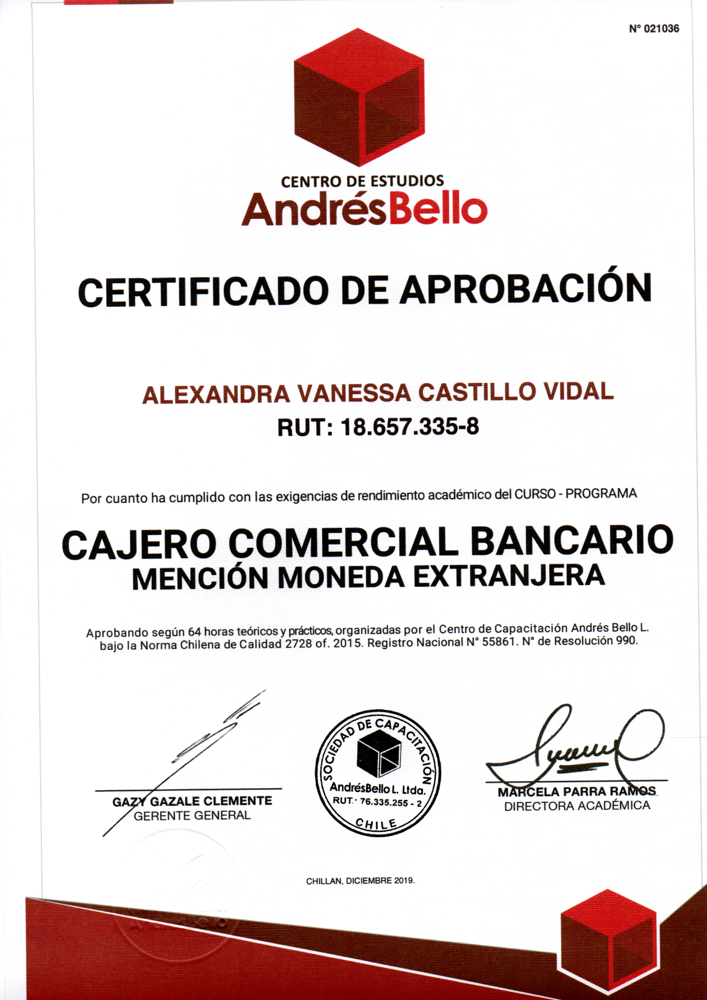 N° 021036
CENTRO DE ESTUDIOS
AndrésBello
CERTIFICADO DE APROBACIÓN
ALEXANDRA VANESSA CASTILLO VIDAL
RUT: 18.657.335-8
Por cuanto ha cumplido con las exigencias de rendimiento académico del CURSO - PROGRAMA
CAJERO COMERCIAL BANCARIO
MENCIÓN MONEDA EXTRANJERA
Aprobando según 64 horas teóricos y prácticos, organizadas por el Centro de Capacitación Andrés Bello L.
bajo la Norma Chilena de Calidad 2728 of. 2015. Registro Nacional N° 55861. N° de Resolución 990.
GAZY GAZALE CLEMENTE
GERENTE GENERAL
SOCIEDAD DE CAPACITACIÓN
AndrésBello L. Ltda.
RUT.: 76.335.255 - 2
CHILE
MARCELA PARRA RAMOS
DIRECTORA ACADÉMICA
CHILLAN, DICIEMBRE 2019.